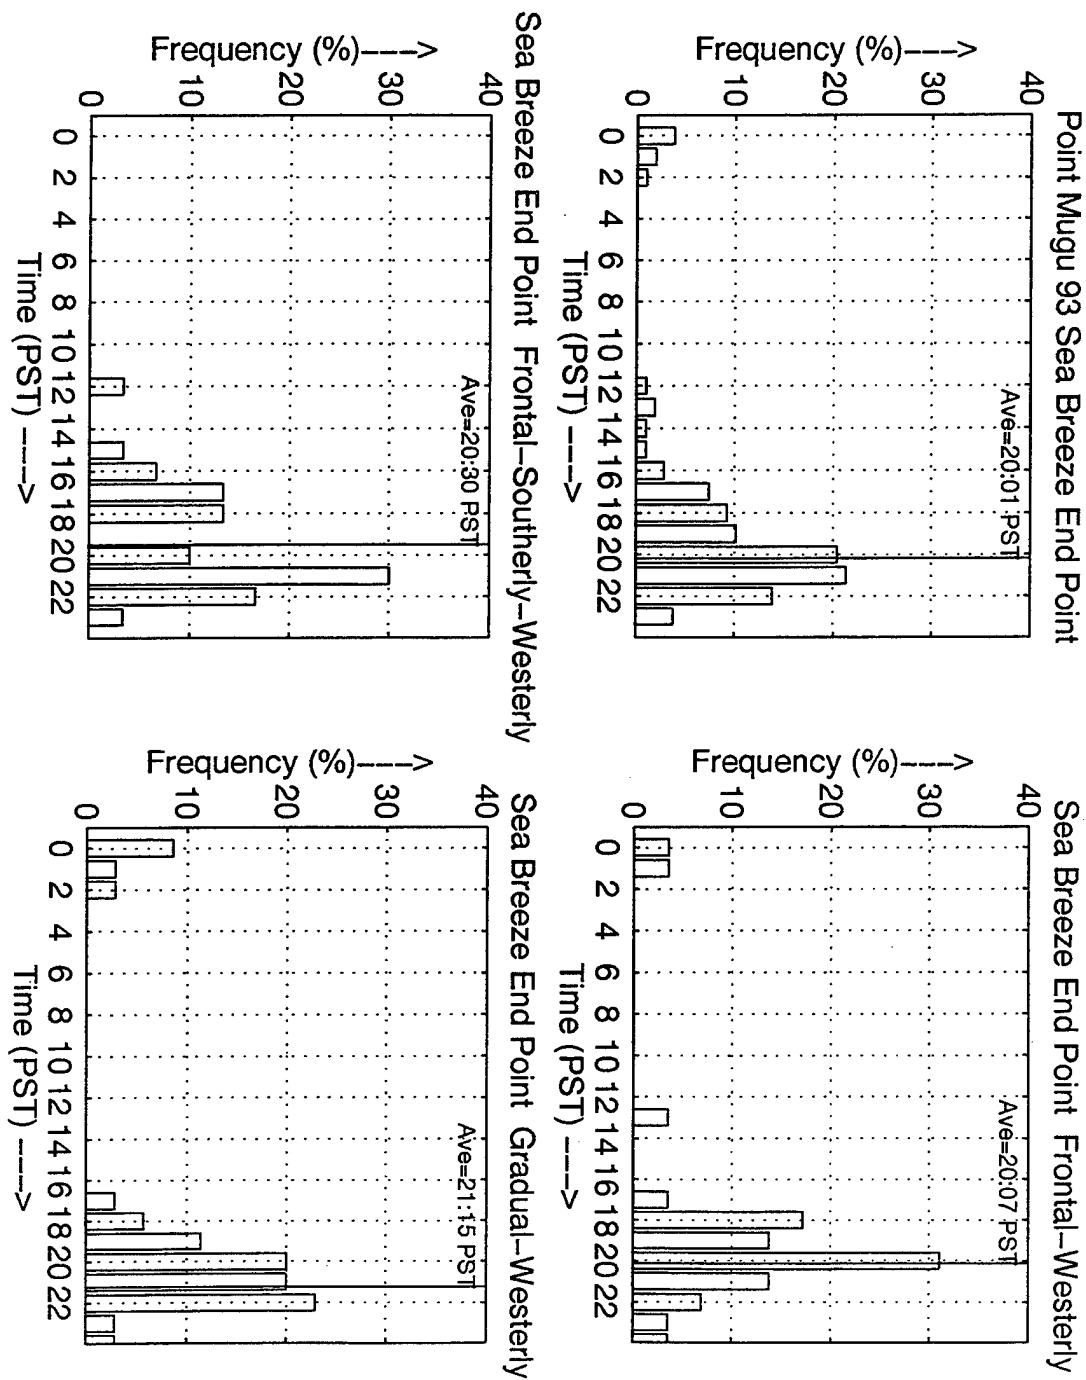 Point Mugu 93 Sea Breeze End Point
Frequency (%)--->
40
30
20
10
0
Ave=20:01 PST
0 2 4 6 8 10 12 14 16 18 20 22
Time (PST) --->
Sea Breeze End Point Frontal-Westerly
Frequency (%)--->
40
30
20
10
0
Ave=20:07 PST
0 2 4 6 8 10 12 14 16 18 20 22
Time (PST) --->
Sea Breeze End Point Frontal-Southerly-Westerly
Frequency (%)--->
40
30
20
10
0
Ave=20:30 PST
0 2 4 6 8 10 12 14 16 18 20 22
Time (PST) --->
Sea Breeze End Point Gradual-Westerly
Frequency (%)--->
40
30
20
10
0
Ave=21:15 PST
0 2 4 6 8 10 12 14 16 18 20 22
Time (PST) --->